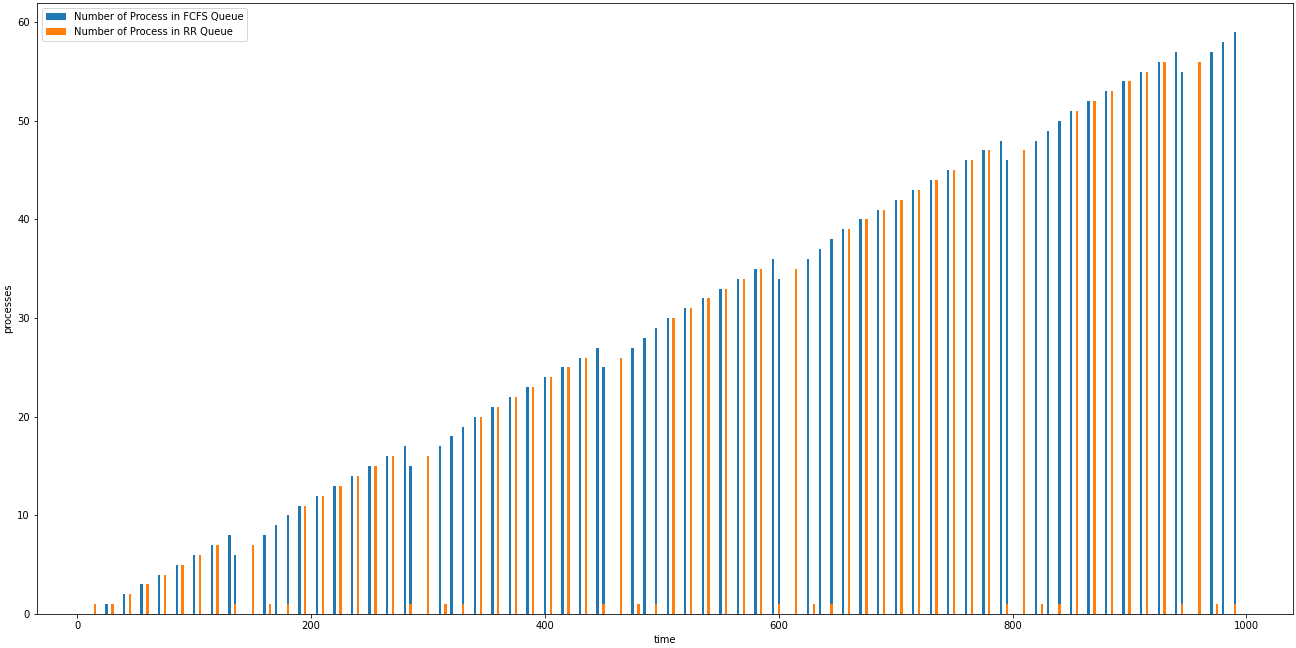 Number of Process in FCFS Queue
Number of Process in RR Queue
60
50
40
30
20
10
0
processes
0 200 400 600 800 1000
time